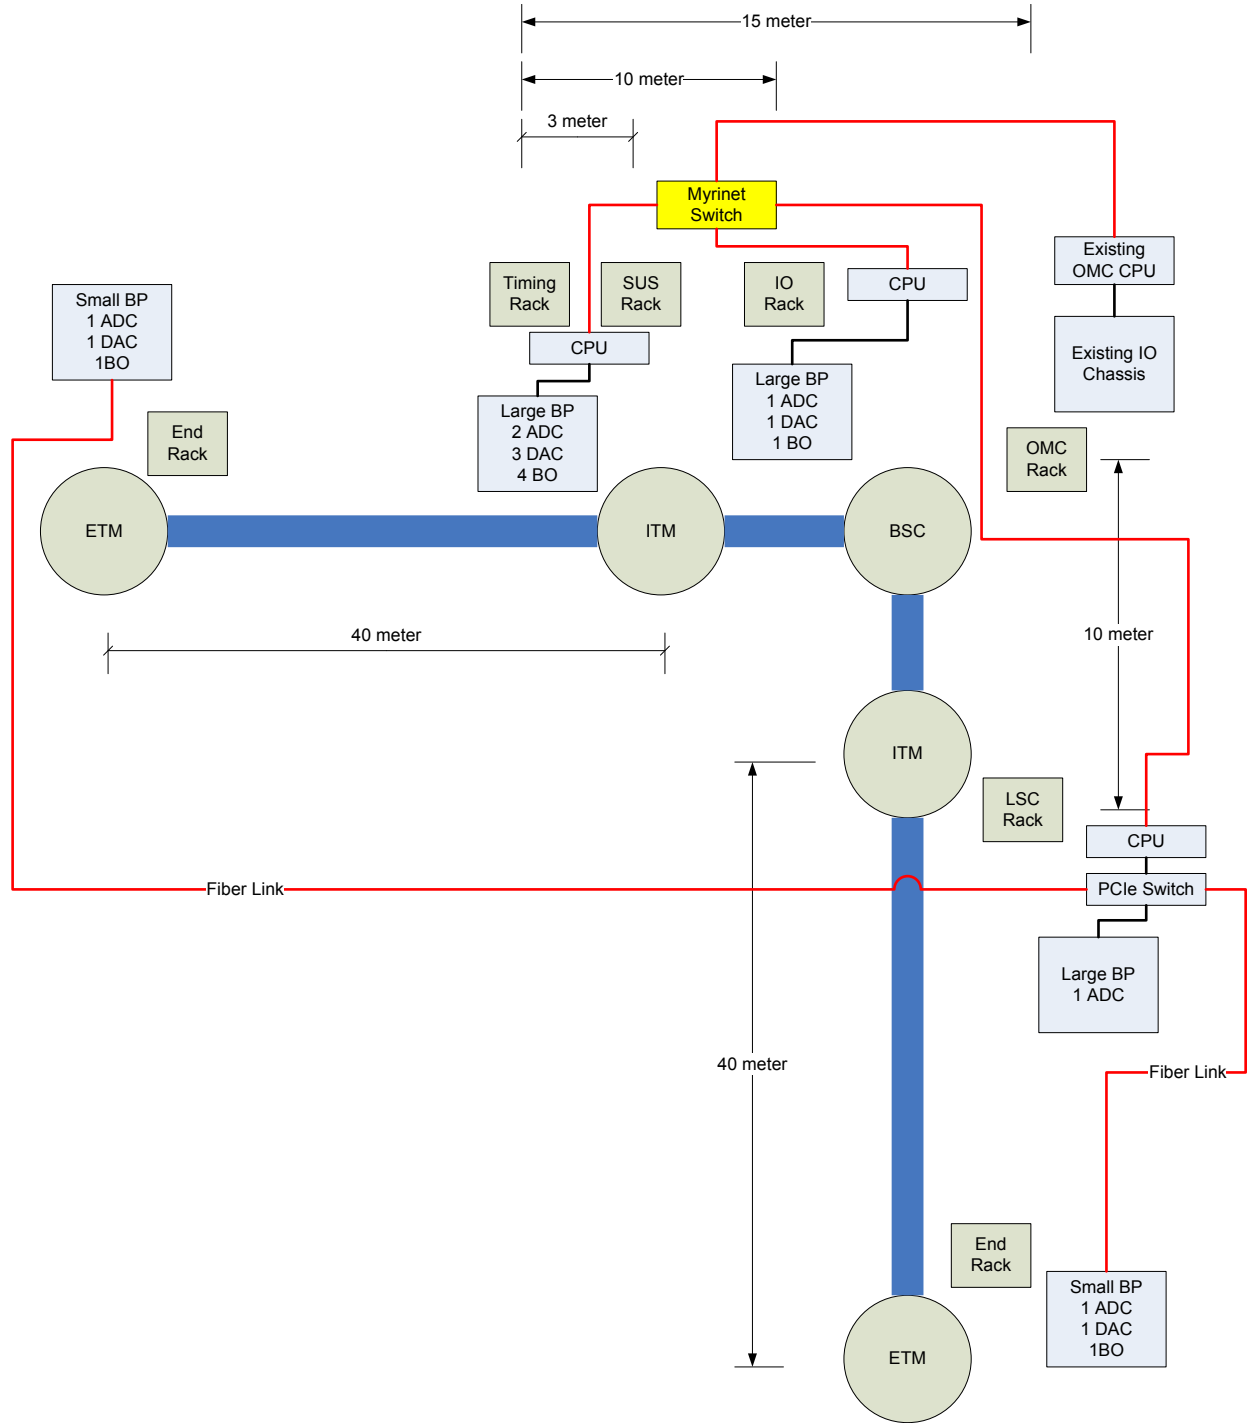 15 meter
10 meter
3 meter
Myrinet
Switch
Existing
OMC CPU
Timing
Rack
SUS
Rack
IO
Rack
CPU
Small BP
1 ADC
1 DAC
1BO
CPU
Existing IO
Chassis
Large BP
1 ADC
1 DAC
1 BO
Large BP
2 ADC
3 DAC
4 BO
End
Rack
OMC
Rack
ETM
ITM
BSC
40 meter
10 meter
ITM
LSC
Rack
CPU
Fiber Link
PCIe Switch
Large BP
1 ADC
40 meter
Fiber Link
End
Rack
Small BP
1 ADC
1 DAC
1BO
ETM